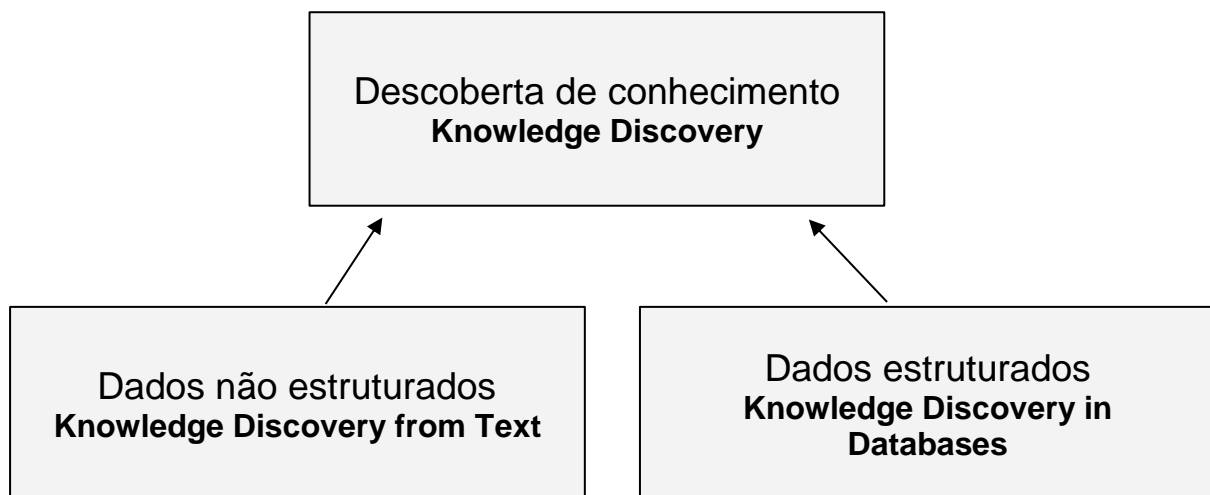 Descoberta de conhecimento
Knowledge Discovery
Dados não estruturados
Knowledge Discovery from Text
Dados estruturados
Knowledge Discovery in
Databases